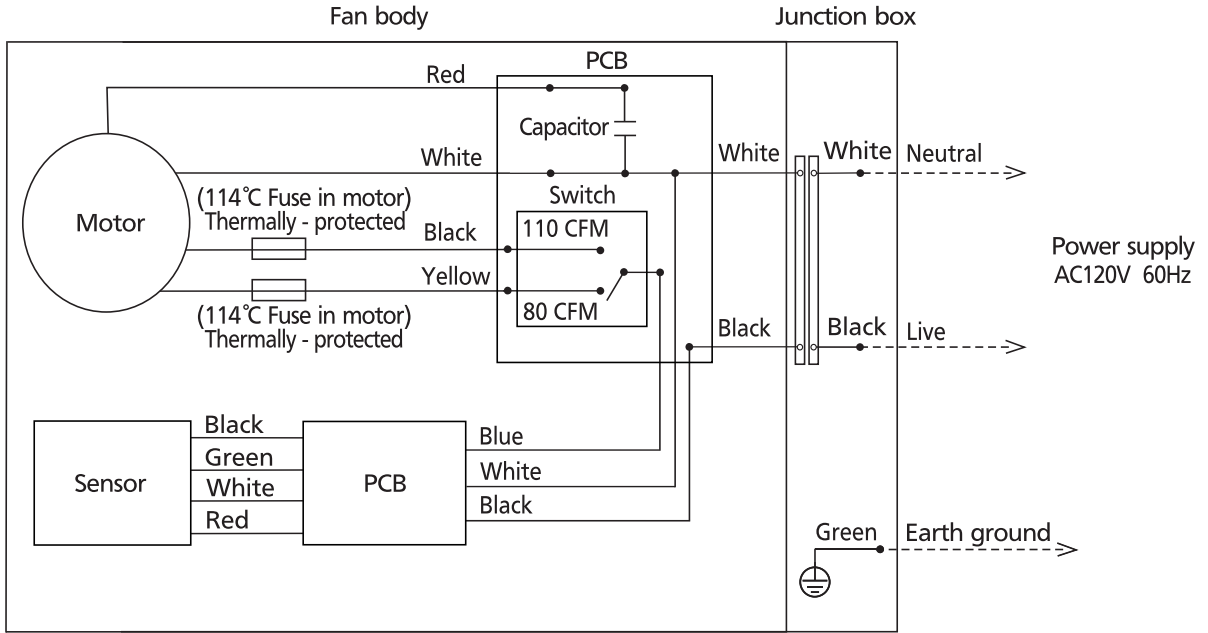 Fan body
Junction box
PCB
Red
Capacitor
White
White
White
Neutral
(114°C Fuse in motor)
Thermally - protected
Switch
Motor
Black
110 CFM
Power supply
AC120V 60Hz
Yellow
80 CFM
(114°C Fuse in motor)
Thermally - protected
Black
Black
Live
Black
Green
White
Red
Sensor
PCB
Blue
White
Black
Green
Earth ground